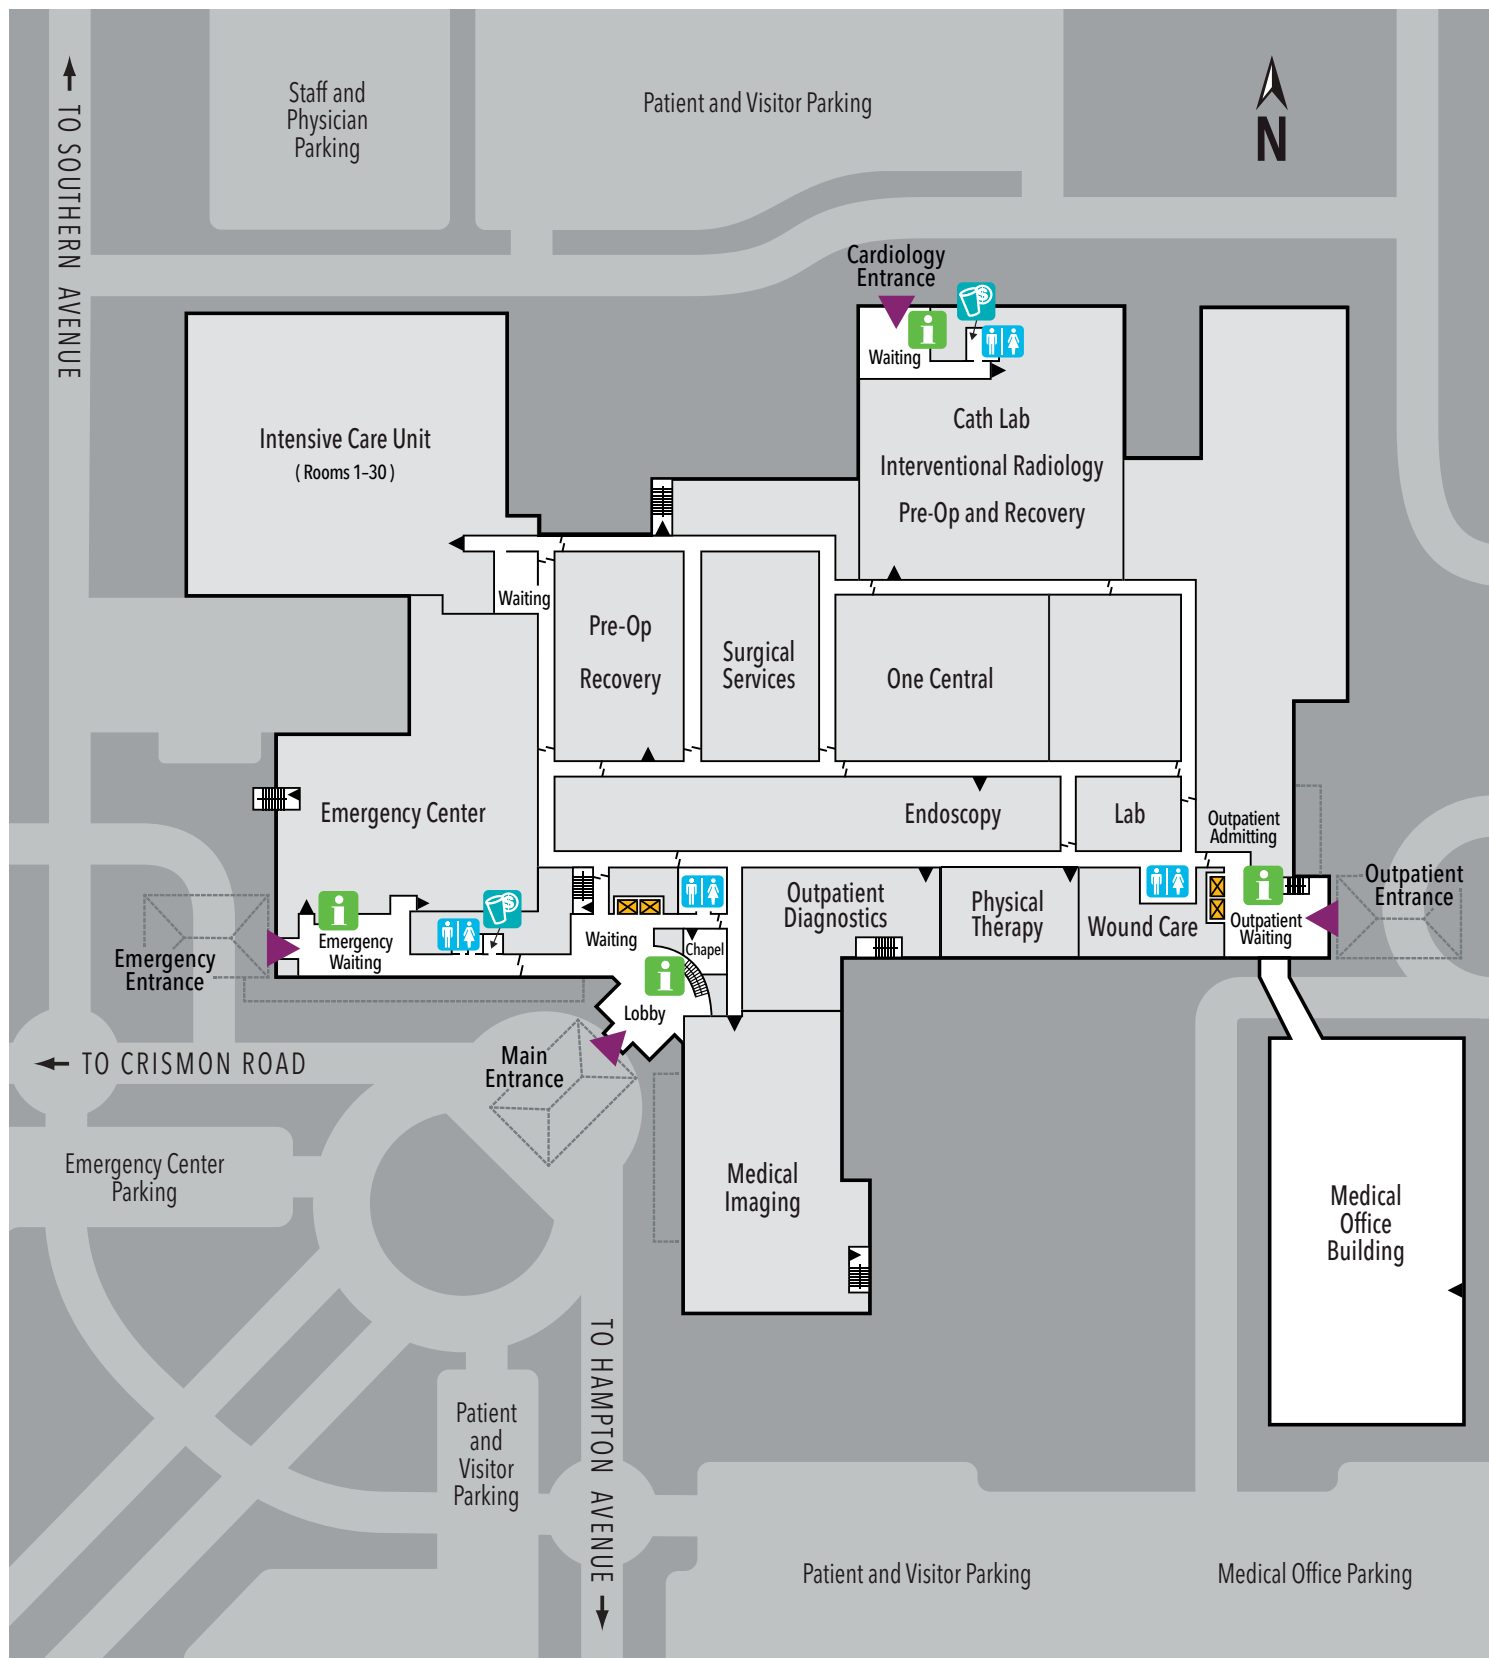 Staff and
Physician
Parking
Patient and Visitor Parking
N
TO SOUTHERN AVENUE
Cardiology
Entrance
Waiting
Cath Lab
Interventional Radiology
Pre-Op and Recovery
Intensive Care Unit
( Rooms 1–30 )
Waiting
Pre-Op
Recovery
Surgical
Services
One Central
Emergency Center
Endoscopy
Lab
Outpatient
Admitting
Outpatient
Entrance
Outpatient
Waiting
Outpatient
Diagnostics
Physical
Therapy
Wound Care
Emergency
Waiting
Emergency
Entrance
Waiting
Chapel
Lobby
Main
Entrance
TO CRISMON ROAD
Emergency Center
Parking
Medical
Imaging
Medical
Office
Building
TO HAMPTON AVENUE
Patient
and
Visitor
Parking
Patient and Visitor Parking
Medical Office Parking